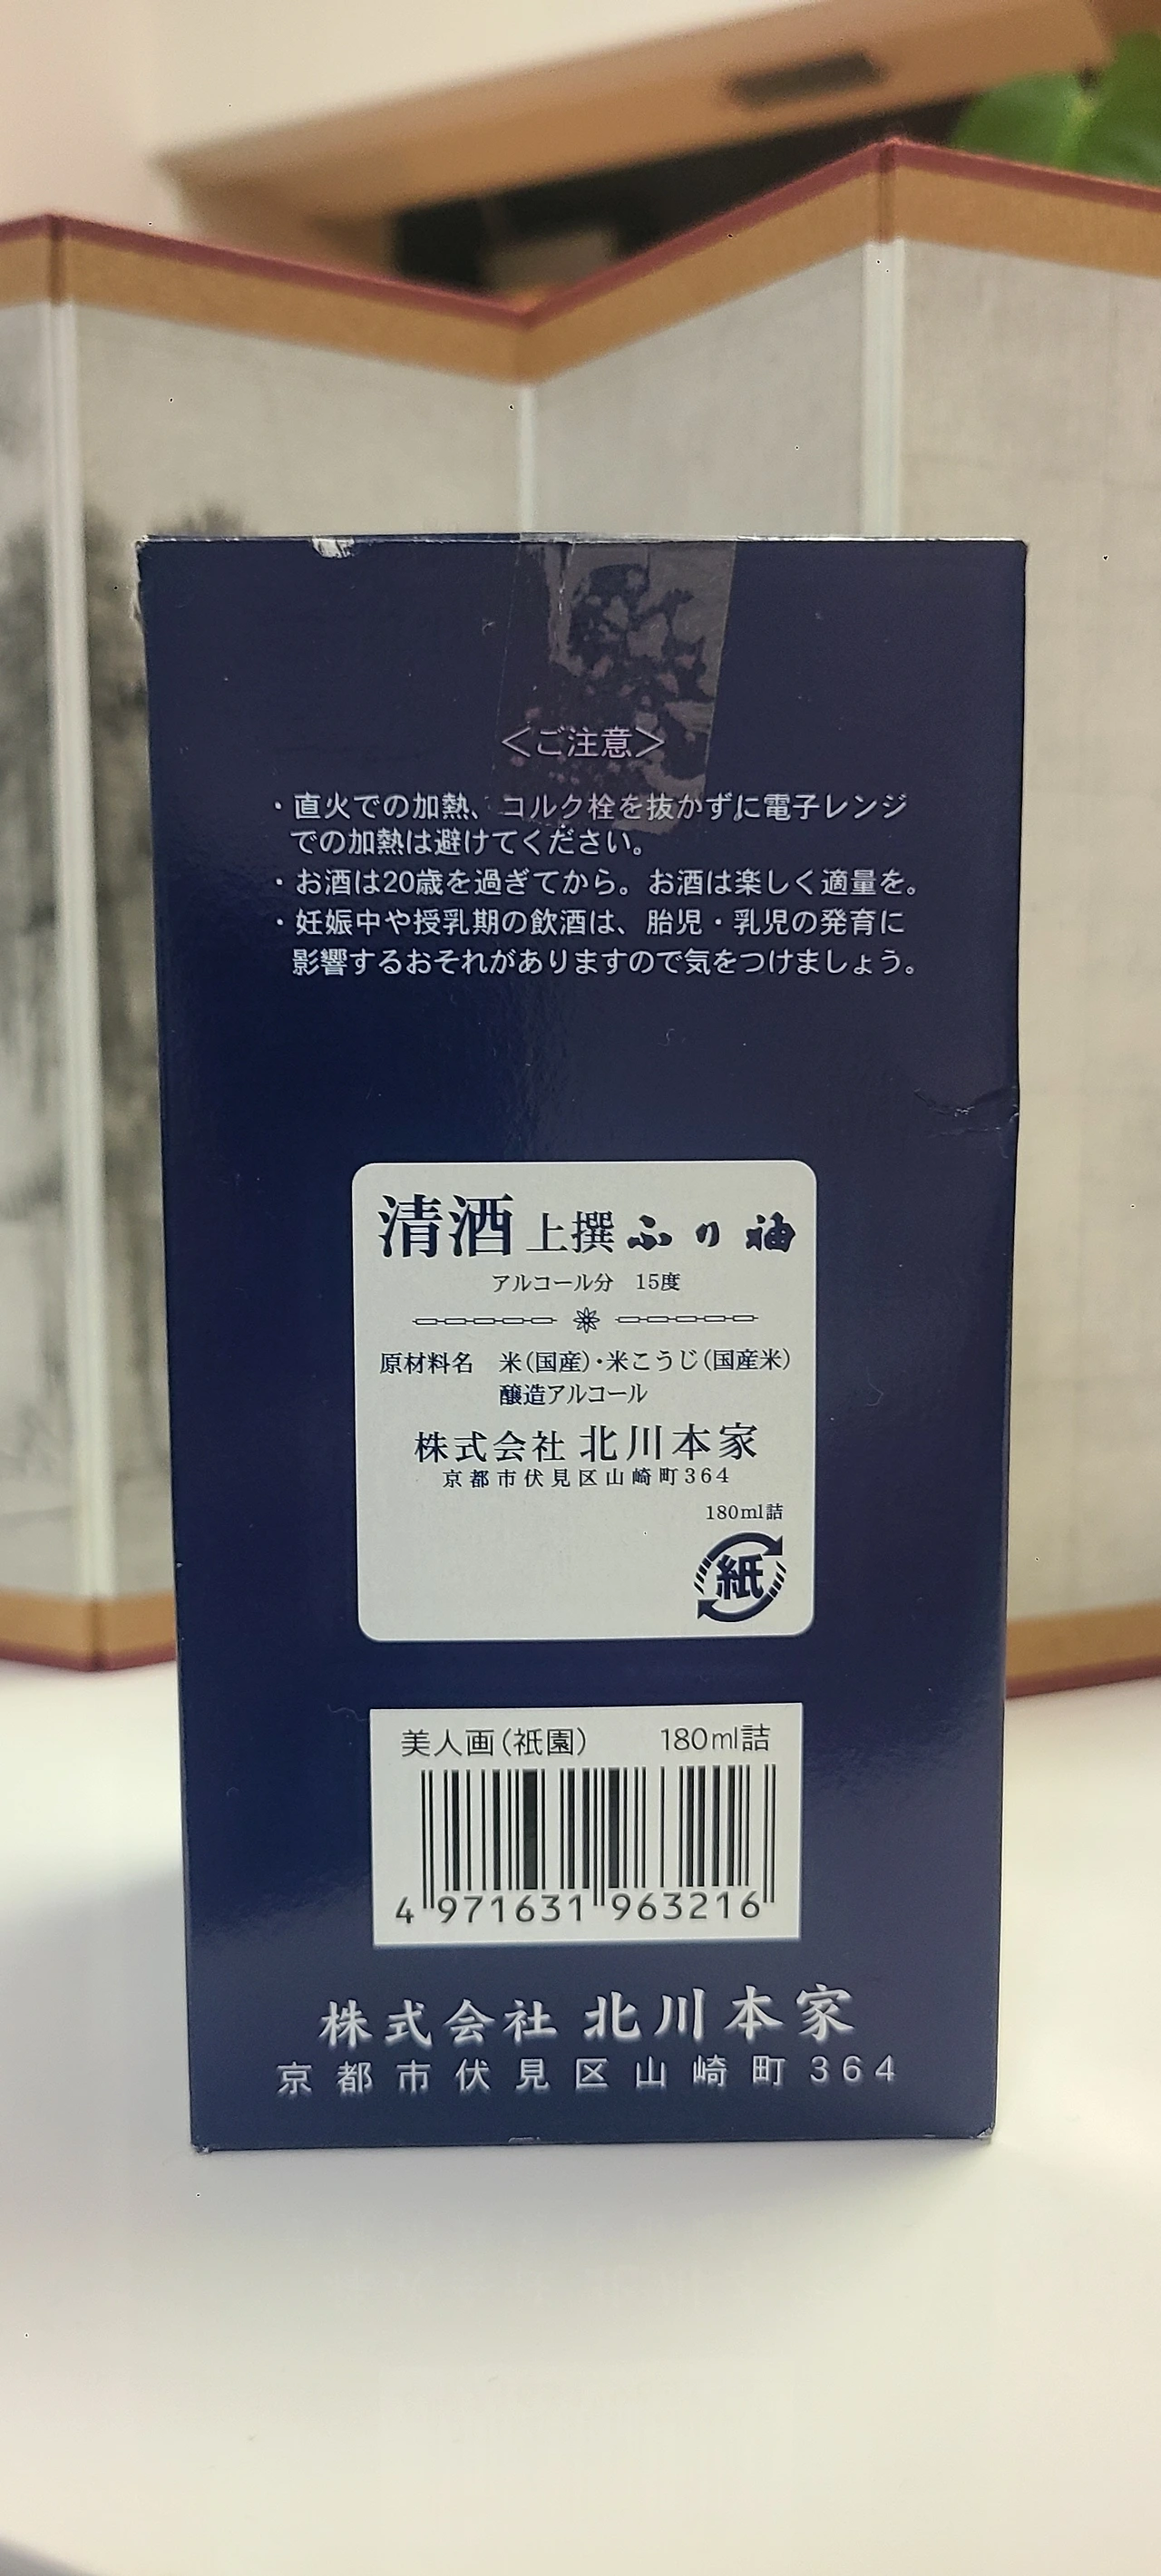 ＜ご注意＞
・直火での加熱、コルク栓を抜かずに電子レンジ
での加熱は避けてください。
・お酒は20歳を過ぎてから。お酒は楽しく適量を。
・妊娠中や授乳期の飲酒は、胎児・乳児の発育に
影響するおそれがありますので気をつけましょう。
清酒 上撰 ふり袖
アルコール分 15度
原材料名 米(国産)・米こうじ(国産米)
醸造アルコール
株式会社 北川本家
京都市伏見区山崎町364
180ml詰
紙
美人画(祇園) 180ml詰
4 971631 963216
株式会社 北川本家
京都市伏見区山崎町364